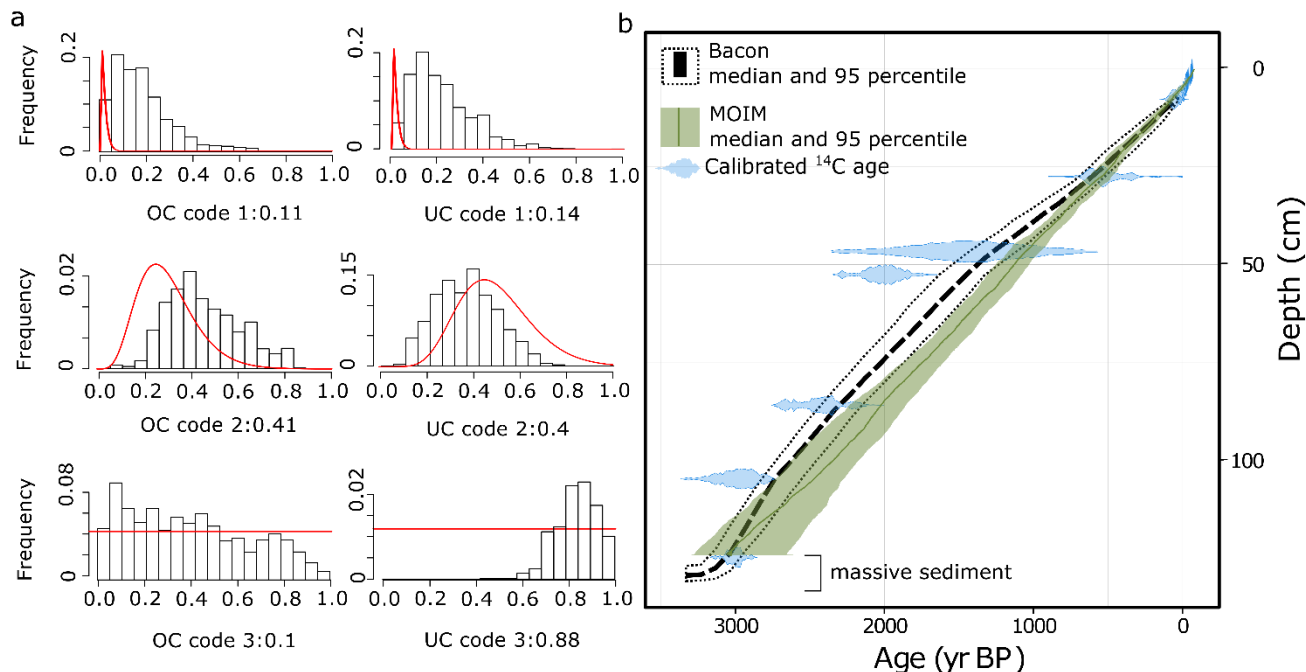 a
Frequency
0.2
0
0.0 0.2 0.4 0.6 0.8 1.0
OC code 1:0.11
0.2
0
0.0 0.2 0.4 0.6 0.8 1.0
UC code 1:0.14
Frequency
0.02
0
0.0 0.2 0.4 0.6 0.8 1.0
OC code 2:0.41
0.15
0
0.0 0.2 0.4 0.6 0.8 1.0
UC code 2:0.4
Frequency
0.08
0
0.0 0.2 0.4 0.6 0.8 1.0
OC code 3:0.1
0.02
0
0.0 0.2 0.4 0.6 0.8 1.0
UC code 3:0.88
b
Bacon
median and 95 percentile
MOIM
median and 95 percentile
Calibrated ¹⁴C age
massive sediment
0
50
100
Depth (cm)
3000 2000 1000 0
Age (yr BP)